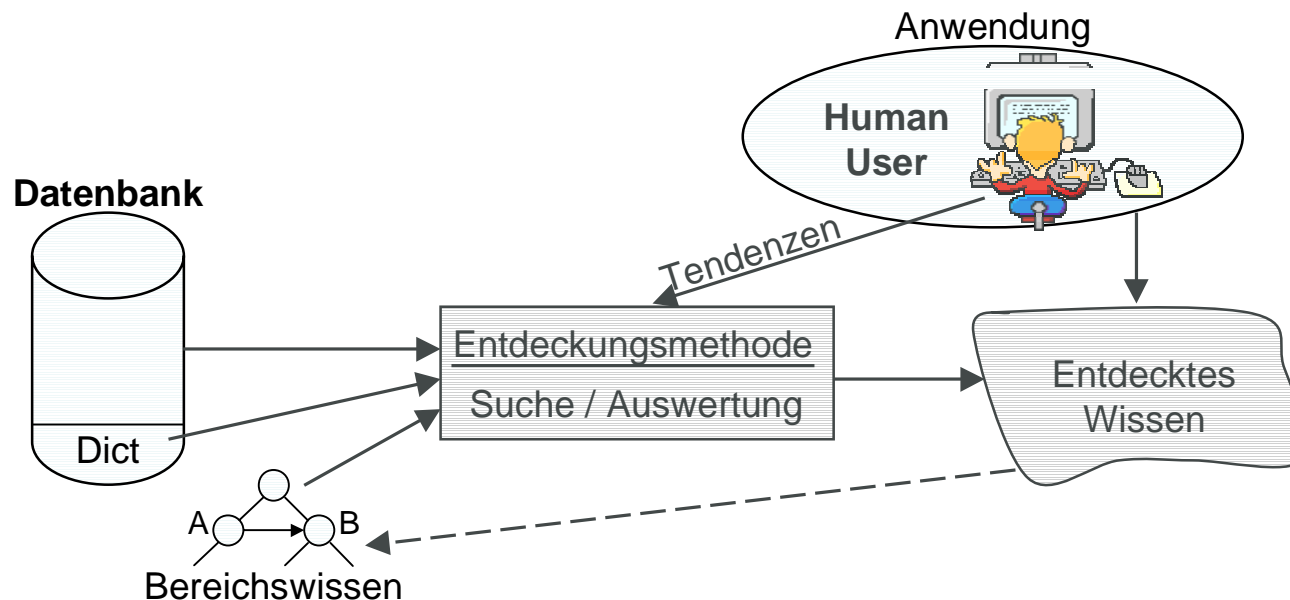 Anwendung
Human
User
Datenbank
Tendenzen
Entdeckungsmethode
Suche / Auswertung
Entdecktes
Wissen
Dict
A
B
Bereichswissen